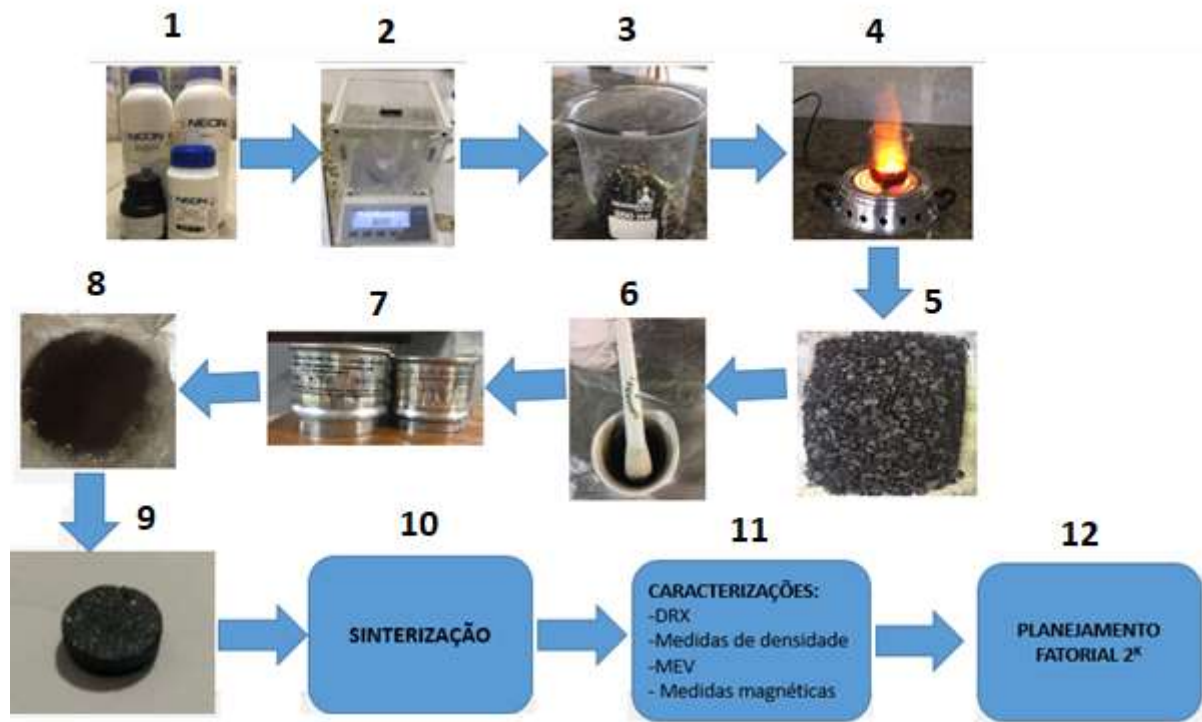 1
2
3
4
NEON
NEON
NEON
8
7
6
5
9
10
11
12
SINTERIZAÇÃO
CARACTERIZAÇÕES:
-DRX
-Medidas de densidade
-MEV
- Medidas magnéticas
PLANEJAMENTO
FATORIAL 2ᴷ